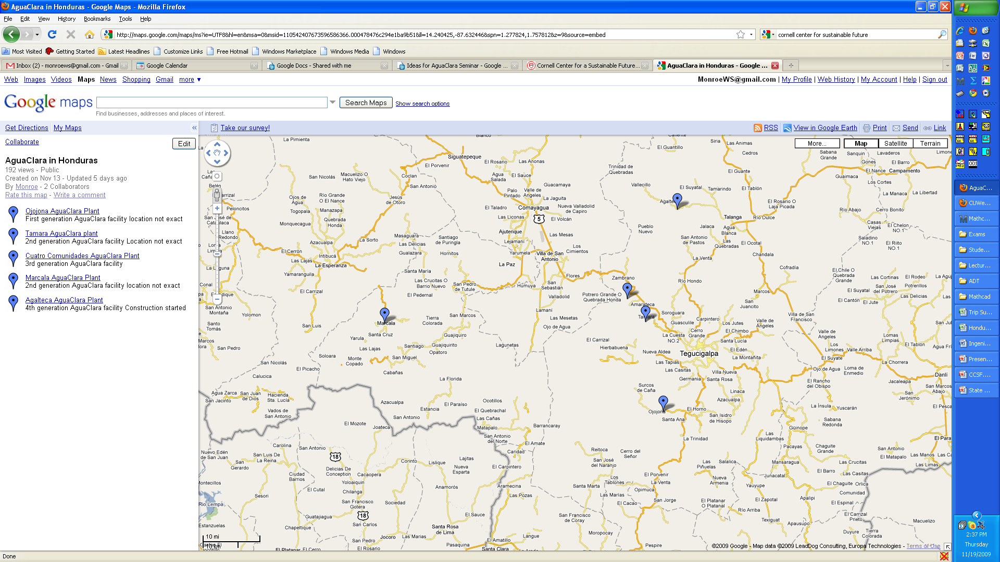 AguaClara in Honduras - Google Maps - Mozilla Firefox
File Edit View History Bookmarks Tools Help
http://maps.google.com/maps/ms?ie=UTF8&hl=en&msa=0&msid=110542407673596586366.000478476c294e1ba9b51&ll=14.240425,-87.632446&spn=1.277824,1.757812&z=9&source=embed
cornell center for sustainable future
Most Visited Getting Started Latest Headlines Customize Links Free Hotmail Windows Marketplace Windows Media Windows
Inbox (2) - monroews@gmail.com - Gmail
Google Calendar
Google Docs - Shared with me
Ideas for AguaClara Seminar - Google ...
Cornell Center for a Sustainable Future...
AguaClara in Honduras - Google ...
Web Images Videos Maps News Shopping Gmail more ▼
MonroeWS@gmail.com | My Profile | Web History | My Account | Help | Sign out
Google maps
Search Maps
Show search options
Find businesses, addresses and places of interest.
Get Directions My Maps «
Take our survey!
RSS View in Google Earth Print Send Link
Collaborate
Edit
AguaClara in Honduras
192 views - Public
Created on Nov 13 - Updated 5 days ago
By Monroe - 2 Collaborators
Rate this map - Write a comment
Ojojona AguaClara Plant
First generation AguaClara facility location not exact
Tamara AguaClara plant
2nd generation AguaClara facility Location not exact
Cuatro Comunidades AguaClara Plant
3rd generation AguaClara facility
Marcala AguaClara Plant
2nd generation AguaClara facility location not exact
Agalteca AguaClara Plant
4th generation AguaClara facility Construction started
More...
Map
Satellite
Terrain
La Pimienta
Siguatepeque
El Porvenir
El Rosario
Las Anonas
El Guantillo
Siria
Las Animas
Cedros
Sabana
Grande
Sanquin
Lavaderos
Gones
El Barro
El Nance
Campamento
San Nicolás
Macuelizo O
Hato Viejo
Coclan
San Antonio
Agua
Salada
El Sauce
Trinidad de
Quebradas
El Guante
Guaimaca
Los Cortes
La Libertad
Guacamaya
Vallecillo
El Suyatal
Tamarindo
El Tablón
La Manaca
Palo
Pintado
Valle de
Angeles
La Jaguita
Ojos de
Agua
Río Grande
O El Nance
Jesús
de Otoro
El Rosario O
Laja Picada
Río Abajo
Cerro Bonito
Peloncitos
Togopala
Manazapa
El Taladro
Comayagua
Nueva Valladolid
de Capiro
Talanga
Río Dulce
Las Liconas
5
El Volcán
Monquecagua
Quebrada
Honda
Ajuterique
Pueblo
Nuevo
Jalaca
Agua
Blanca
Casas
Viejas
El Chelon
NO.1
Llano
Redondo
Masaguara
Santiago
de Puringla
Las Mesas
San Antonio
de Pastos
Las
Quebradas
El Ocotal
Saladino
NO.1
El Riito
NO.1
Azacualpa
La Sorto
Las Delicias
Lejamaní
Los
Cimientos
El Cerrón
Intibucá
Gualazara
Hornitos
Yarumela
Villa de San
Antonio
La Venta
Chandala
Las Lajas
La Esperanza
La Paz
Cofradía
Yamaranguila
Santa María
Flores
Zambrano
Río Hondo
El Chile O
Quebrada
Grande
San Antonio
El Rodeo
Las Crucitas O
Barrio Nuevo
San Pedro
de Tutule
Humuya
San
Sebastián
Potrero Grande O
Quebrada Honda
Las
Mesitas
San José
del Potrero
Potrerillos
El Carrizal
El Pedernal
Valladolid
Amarateca
San
Marcos
El Suyatal
Las Delicias
San Juancito
El Cantón
El Jute
San Antonio
Montaña
Yolomon
Marcala
Tierra
Colorada
San Marcos
Lamaní
Las Mesetas
Tamara
Soroguara
Carpintero
Villa de San
Francisco
Santo
Tomás
San Luis
Santa Cruz
Guajiquiro
Ojo de Agua
Guasculile
Los Jutes
Valle de
Angeles
Cerro
Grande
El Chimbo
San Pedro
Yarula
Las Lajas
Santiago
Guajiquirito
Opatoro
Lagunetas
El Carrizal
Hierbabuena
La Cuesta
NO.2
Santa Lucía
Lomas
Limpias
El Tablón
Soloara
Monte
Copado
San Miguel
Nueva Aldea
Tegucigalpa
El Edén
La Montañita
Los
Limones
Valle Arriba
San Nicolás
El Picacho
Cabañas
Las Tapias
Las Casitas
El Suyate
La Chorrera
Calucica
La Florida
Germania
Villa Nueva
Santa Rosa
Ojo de Agua
Loma de
Enmedio
Danlí
Agua Zarca
San Jacinto
San Juan
de Dios
Hacienda
Sta. Lucía
Surcos
de Caña
Linaca
El Rancho
del Obispo
Jacaleapa
San Marcos
Abajo
Azacualpa
El Paraíso
Ocotillos
Azacualpa
San
Jerónimo
Vados de
San Antonio
San Antonio
Estancia
El Quebrachal
Ojojona
El Horno
La Ínsula
Yuscarán
Las Cañas
Santa Ana
San Isidro
de Hisopo
Sabana
Redonda
El Mozote
Joateca
Matapalo
Barrancaray
Güinope
San Antonio
del Norte
La Trinidad
Las
Liquidambas
Carolina
San Antonio
El Amate
Pacayas
Chaguite
Grande
Nuevo Edén
de San Juan
San Luis De
La Reina
18
Caridad
Reitoca
Cerro del
Señor
San Antonio
El Matapalo
Las Manos
San
Gerardo
Corinto
Lislique
Lajitas
San José
del Naranjo
Las
Piñuelas
Salalica
Mansaragua
Las Crucitas
Las Limas
Ciudad
Barrios
Delicias De
Conception
Cacaopera
Nueva
Esparta
El Carpintero
Los
Tablones
El Porvenir
La Venta
Nueva
Armenia
Junacatal
El Barro
Las Casitas
El Cutal
Yoloaiquin
Anamorós
Aramecina
Santa Marta
Opimuca
Yauyupe
El Chaguite
Orlica
Sesori
Chilanga
San Francisco
Gotera
Sociedad
Las Pozas
Las Marías
El Cacao
San Jorge
El Platanar
O Platanal
El Zapotal
Apalipi
Comunidad
El Espinal
Río Lempa
Guatajiagua
18
El Sauce
San Francisco
de Coray
Río Arriba
Texiguat
El Carrizal
Prieto
Estanzuelas
Chapeltique
San Carlos
Santa Rosa
de Lima
Moropocay
Apausupo
Macuelizo
Jocoro
Las Marías
Langue
Duyure
Tierra
Colorada
San Pedro
El Platanar
El Cerro
El Rosario
Pasaquina
El Amatillo
Santa Clara
Pespire
10 mi
10 km
©2009 Google - Map data ©2009 LeadDog Consulting, Europa Technologies - Terms of Use
Done
AguaC...
CUWe...
Mathc...
Exams
Stude...
Lectur...
ADT
Mathcad
Trip Su...
Hondu...
Ingeni...
Presen...
CCSF....
State ...
2:37 PM
Thursday
11/19/2009